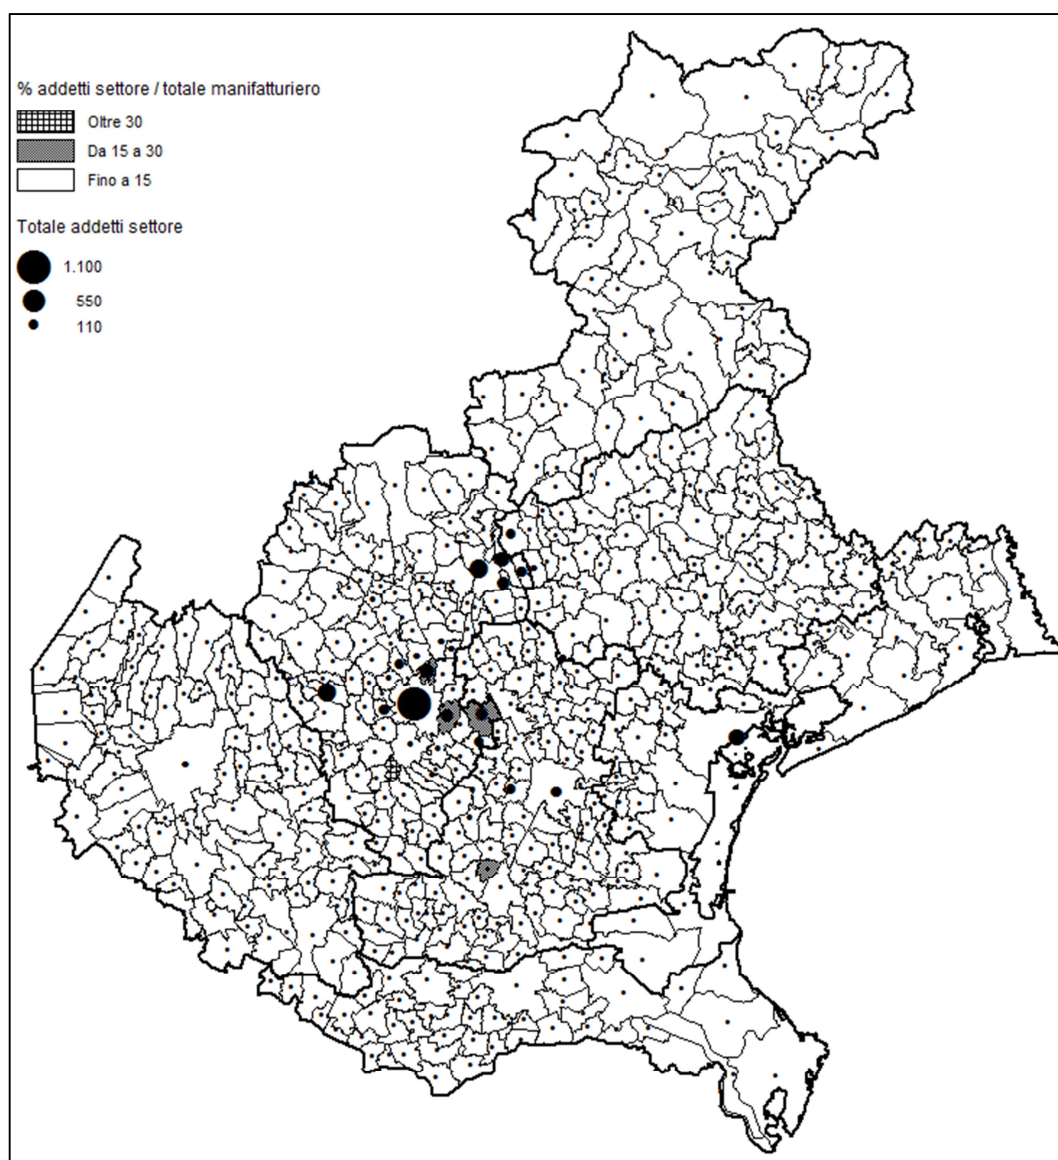 % addetti settore / totale manifatturiero
Oltre 30
Da 15 a 30
Fino a 15
Totale addetti settore
1.100
550
110